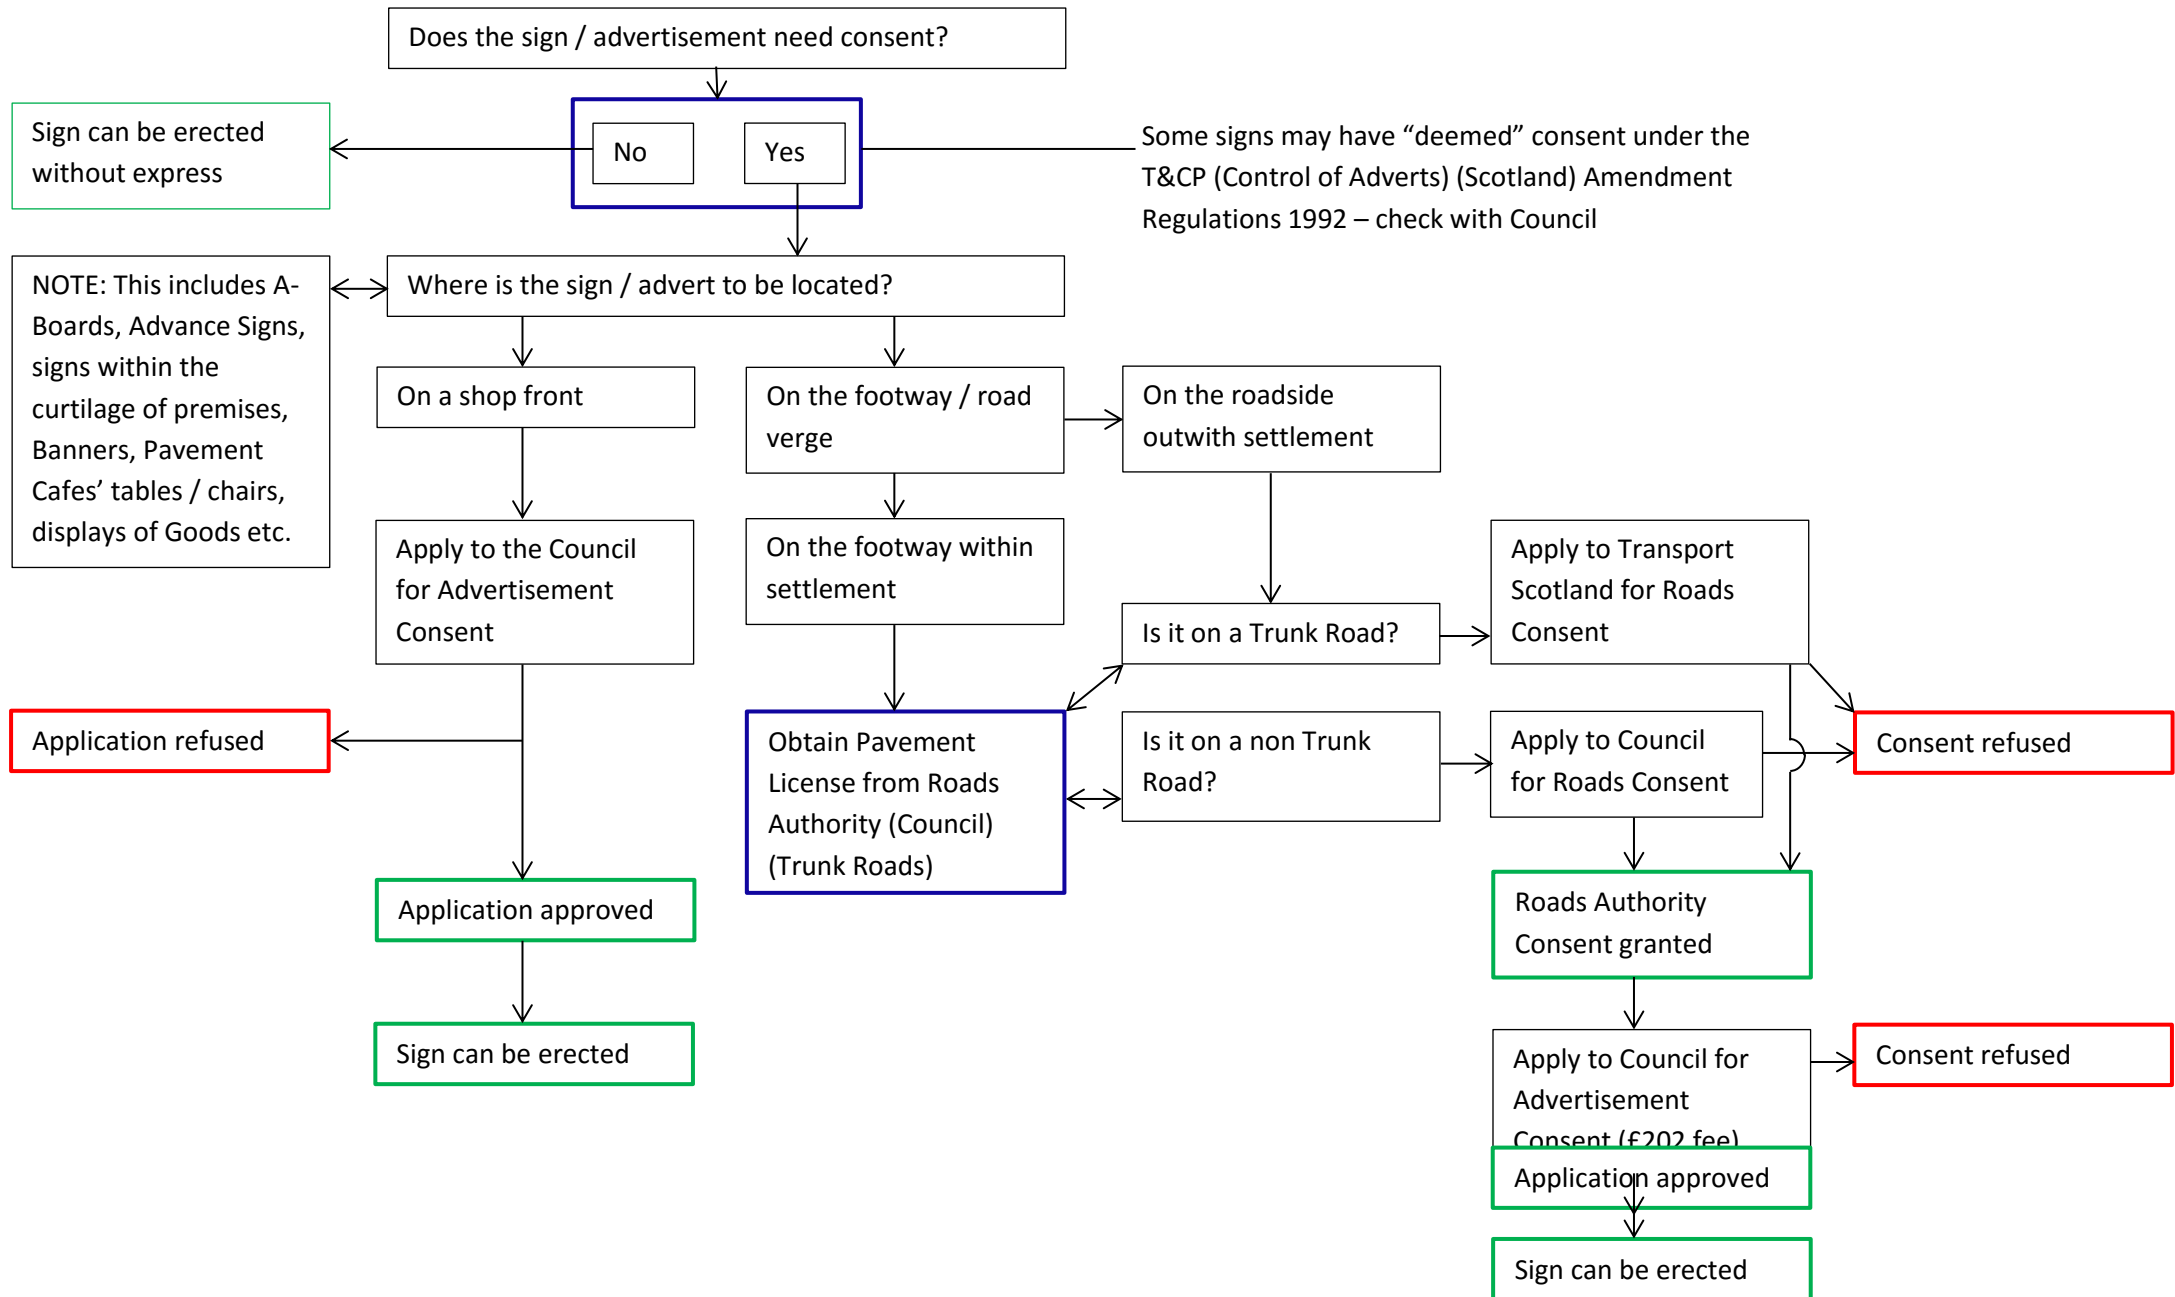 Does the sign / advertisement need consent?
Sign can be erected
without express
No
Yes
Some signs may have “deemed” consent under the
T&CP (Control of Adverts) (Scotland) Amendment
Regulations 1992 – check with Council
NOTE: This includes A-
Boards, Advance Signs,
signs within the
curtilage of premises,
Banners, Pavement
Cafes’ tables / chairs,
displays of Goods etc.
Where is the sign / advert to be located?
On a shop front
On the footway / road
verge
On the roadside
outwith settlement
Apply to the Council
for Advertisement
Consent
On the footway within
settlement
Is it on a Trunk Road?
Apply to Transport
Scotland for Roads
Consent
Application refused
Obtain Pavement
License from Roads
Authority (Council)
(Trunk Roads)
Is it on a non Trunk
Road?
Apply to Council
for Roads Consent
Consent refused
Application approved
Roads Authority
Consent granted
Sign can be erected
Apply to Council for
Advertisement
Consent (£202 fee)
Consent refused
Application approved
Sign can be erected